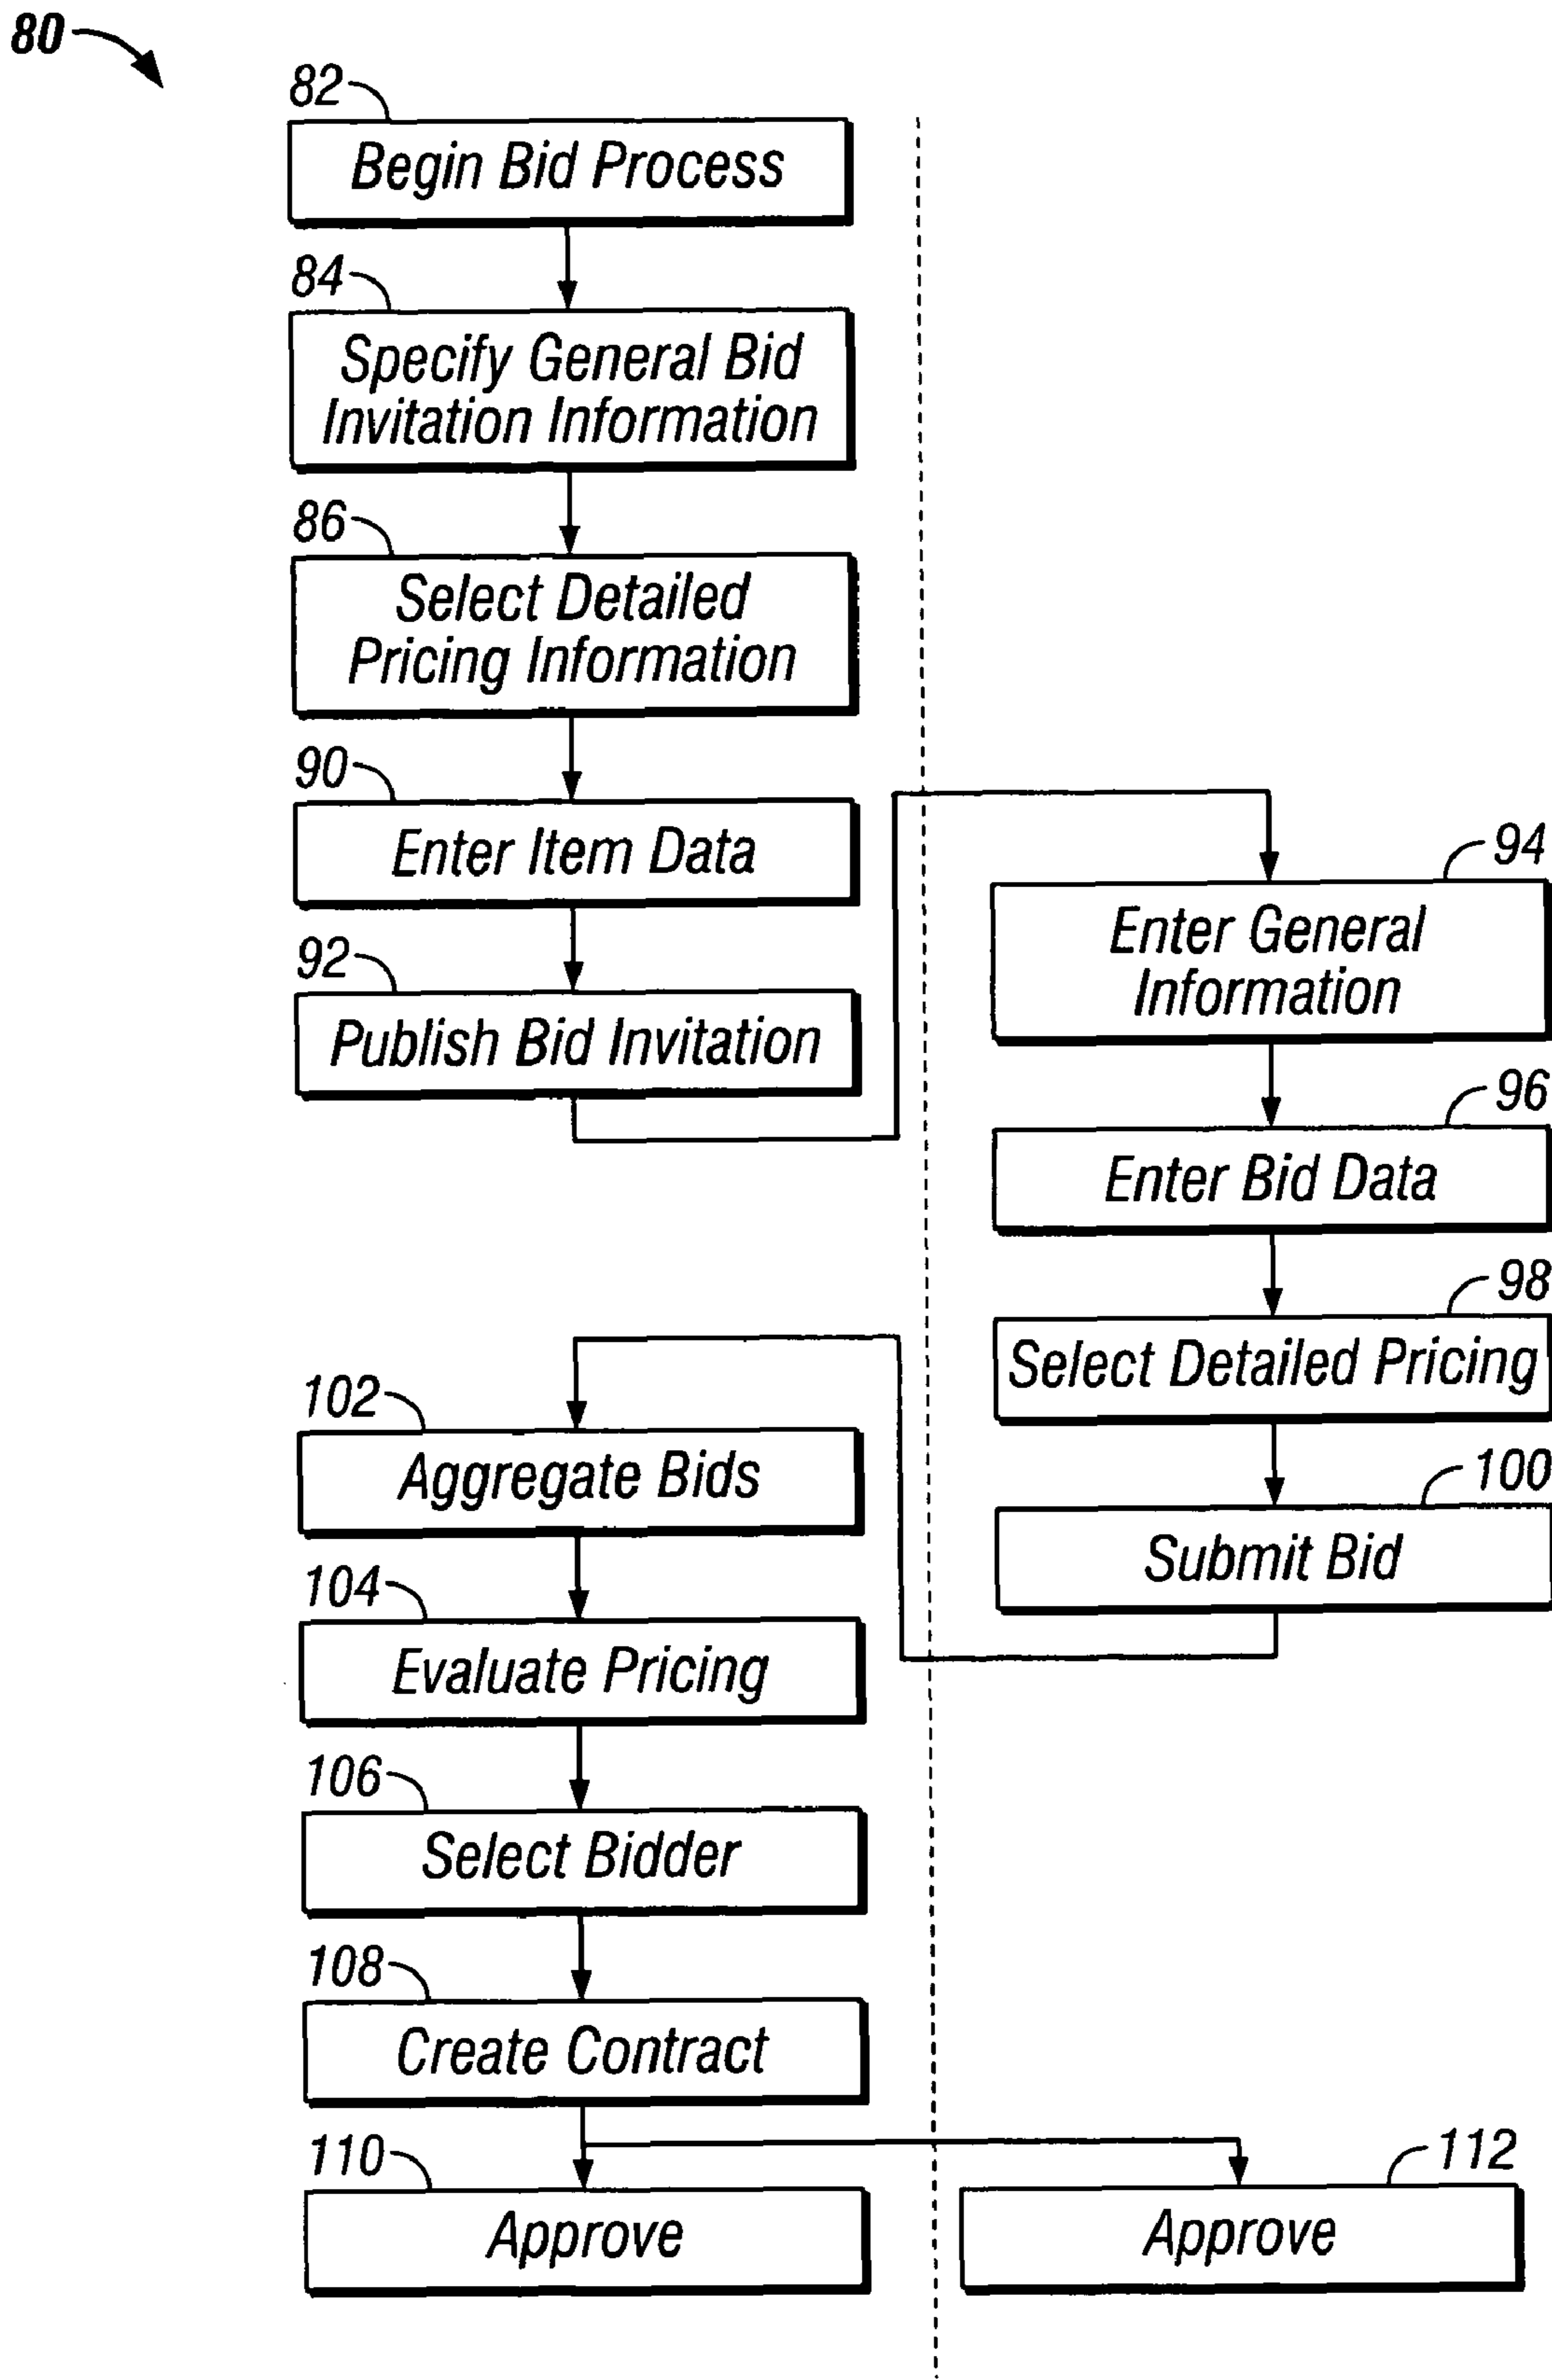 80
82
Begin Bid Process
84
Specify General Bid
Invitation Information
86
Select Detailed
Pricing Information
90
Enter Item Data
92
Publish Bid Invitation
94
Enter General
Information
96
Enter Bid Data
98
Select Detailed Pricing
100
Submit Bid
102
Aggregate Bids
104
Evaluate Pricing
106
Select Bidder
108
Create Contract
110
Approve
112
Approve